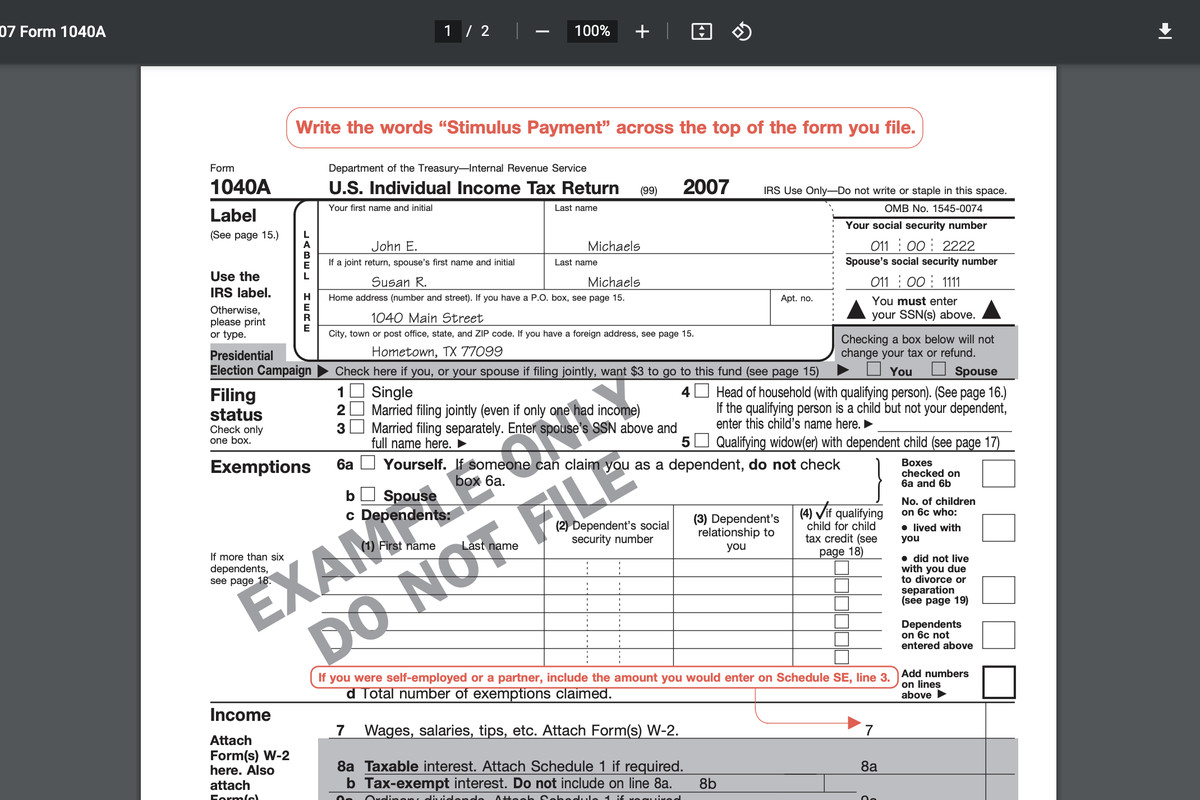 07 Form 1040A
1 / 2
100%
Write the words “Stimulus Payment” across the top of the form you file.
Form
1040A
Department of the Treasury—Internal Revenue Service
U.S. Individual Income Tax Return (99) 2007
IRS Use Only—Do not write or staple in this space.
Label
(See page 15.)
Use the
IRS label.
Otherwise,
please print
or type.
LABEL HERE
Your first name and initial
Last name
John E.
Michaels
If a joint return, spouse’s first name and initial
Last name
Susan R.
Michaels
Home address (number and street). If you have a P.O. box, see page 15.
Apt. no.
1040 Main Street
City, town or post office, state, and ZIP code. If you have a foreign address, see page 15.
Hometown, TX 77099
OMB No. 1545-0074
Your social security number
011 00 2222
Spouse’s social security number
011 00 1111
▲ You must enter ▲
your SSN(s) above.
Checking a box below will not
change your tax or refund.
Presidential
Election Campaign ▶ Check here if you, or your spouse if filing jointly, want $3 to go to this fund (see page 15) ▶ You Spouse
Filing
status
Check only
one box.
1 Single
2 Married filing jointly (even if only one had income)
3 Married filing separately. Enter spouse’s SSN above and
full name here. ▶
4 Head of household (with qualifying person). (See page 16.)
If the qualifying person is a child but not your dependent,
enter this child’s name here. ▶
5 Qualifying widow(er) with dependent child (see page 17)
Exemptions
6a Yourself. If someone can claim you as a dependent, do not check
box 6a.
b Spouse
c Dependents:
(1) First name Last name
(2) Dependent’s social
security number
(3) Dependent’s
relationship to
you
(4) ✓if qualifying
child for child
tax credit (see
page 18)
If more than six
dependents,
see page 18.
Boxes
checked on
6a and 6b
No. of children
on 6c who:
• lived with
you
• did not live
with you due
to divorce or
separation
(see page 19)
Dependents
on 6c not
entered above
Add numbers
on lines
above ▶
EXAMPLE ONLY
DO NOT FILE
If you were self-employed or a partner, include the amount you would enter on Schedule SE, line 3.
d Total number of exemptions claimed.
Income
Attach
Form(s) W-2
here. Also
attach
Form(s)
7 Wages, salaries, tips, etc. Attach Form(s) W-2. 7
8a Taxable interest. Attach Schedule 1 if required. 8a
b Tax-exempt interest. Do not include on line 8a. 8b
9a Ordinary dividends. Attach Schedule 1 if required. 9a